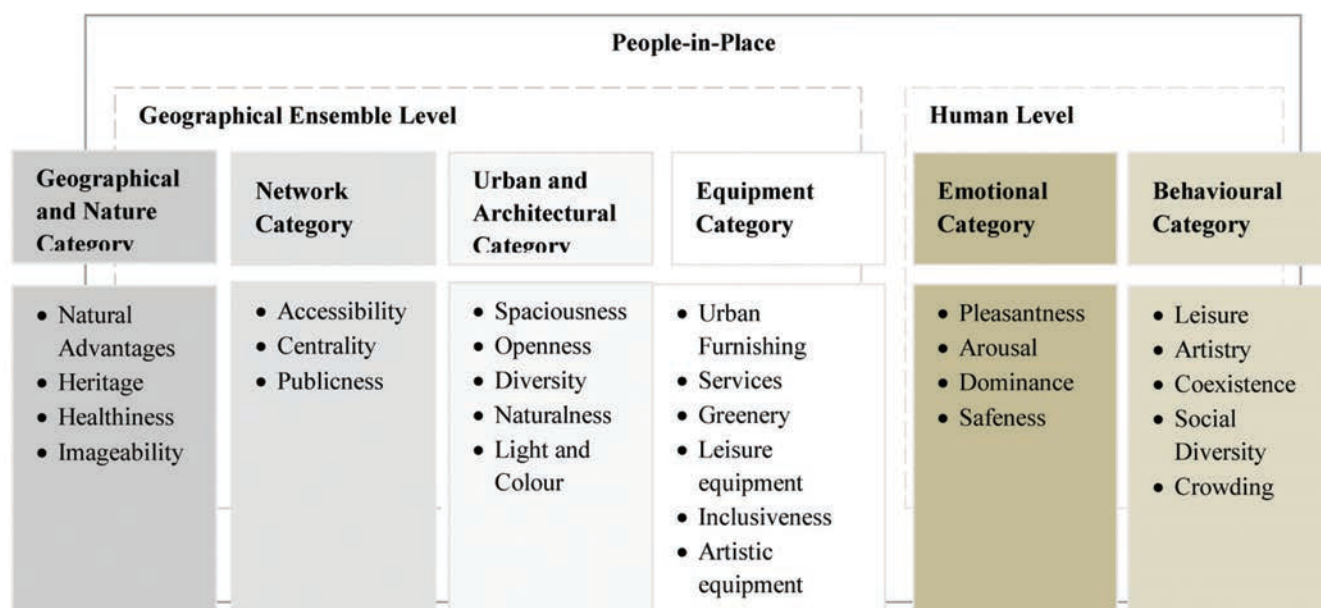 People-in-Place
Geographical Ensemble Level
Human Level
Geographical
and Nature
Category
Network
Category
Urban and
Architectural
Category
Equipment
Category
Emotional
Category
Behavioural
Category
• Natural
Advantages
• Heritage
• Healthiness
• Imageability
• Accessibility
• Centrality
• Publicness
• Spaciousness
• Openness
• Diversity
• Naturalness
• Light and
Colour
• Urban
Furnishing
• Services
• Greenery
• Leisure
equipment
• Inclusiveness
• Artistic
equipment
• Pleasantness
• Arousal
• Dominance
• Safeness
• Leisure
• Artistry
• Coexistence
• Social
Diversity
• Crowding